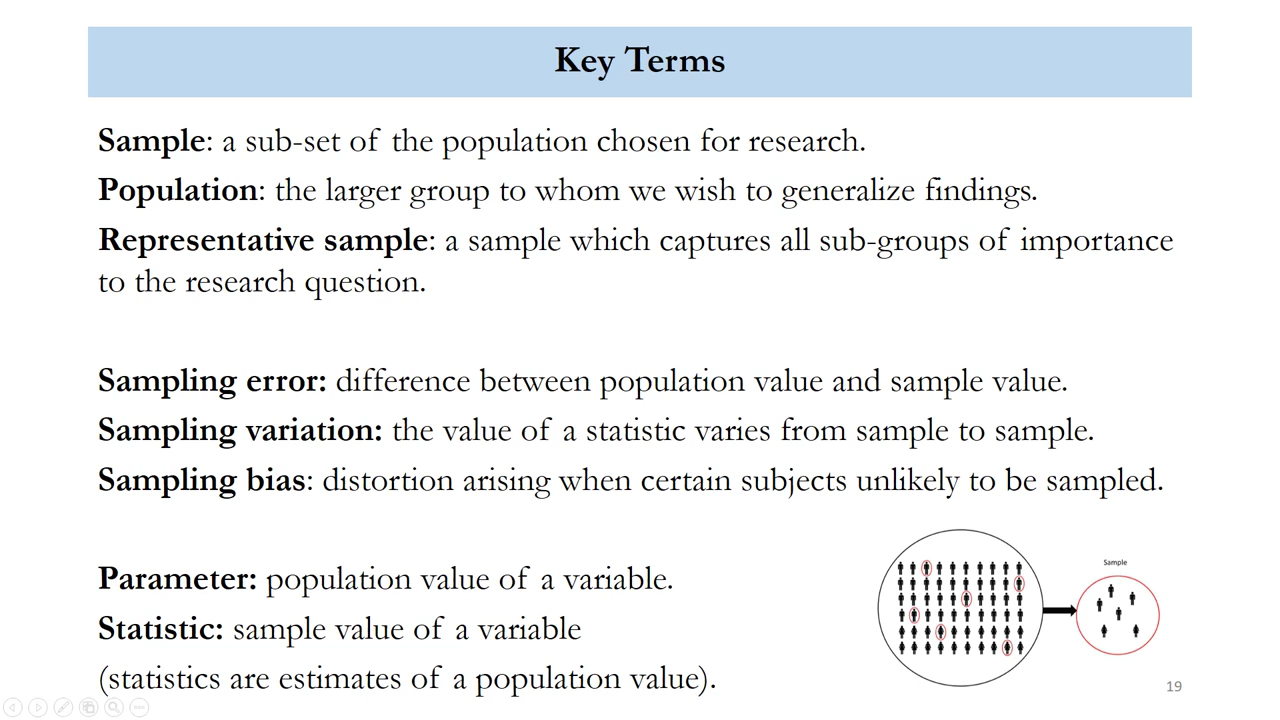 Key Terms
Sample: a sub-set of the population chosen for research.
Population: the larger group to whom we wish to generalize findings.
Representative sample: a sample which captures all sub-groups of importance
to the research question.
Sampling error: difference between population value and sample value.
Sampling variation: the value of a statistic varies from sample to sample.
Sampling bias: distortion arising when certain subjects unlikely to be sampled.
Parameter: population value of a variable.
Statistic: sample value of a variable
(statistics are estimates of a population value).
Sample
19